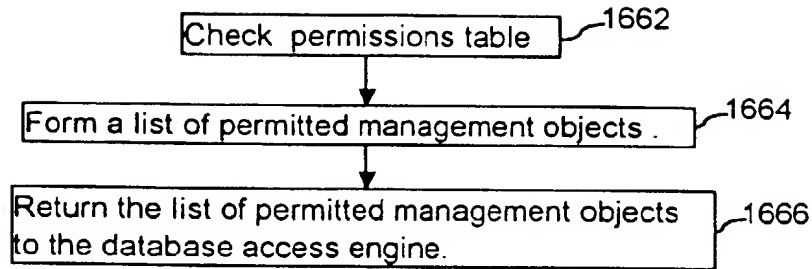 Check permissions table
1662
Form a list of permitted management objects .
1664
Return the list of permitted management objects
to the database access engine.
1666